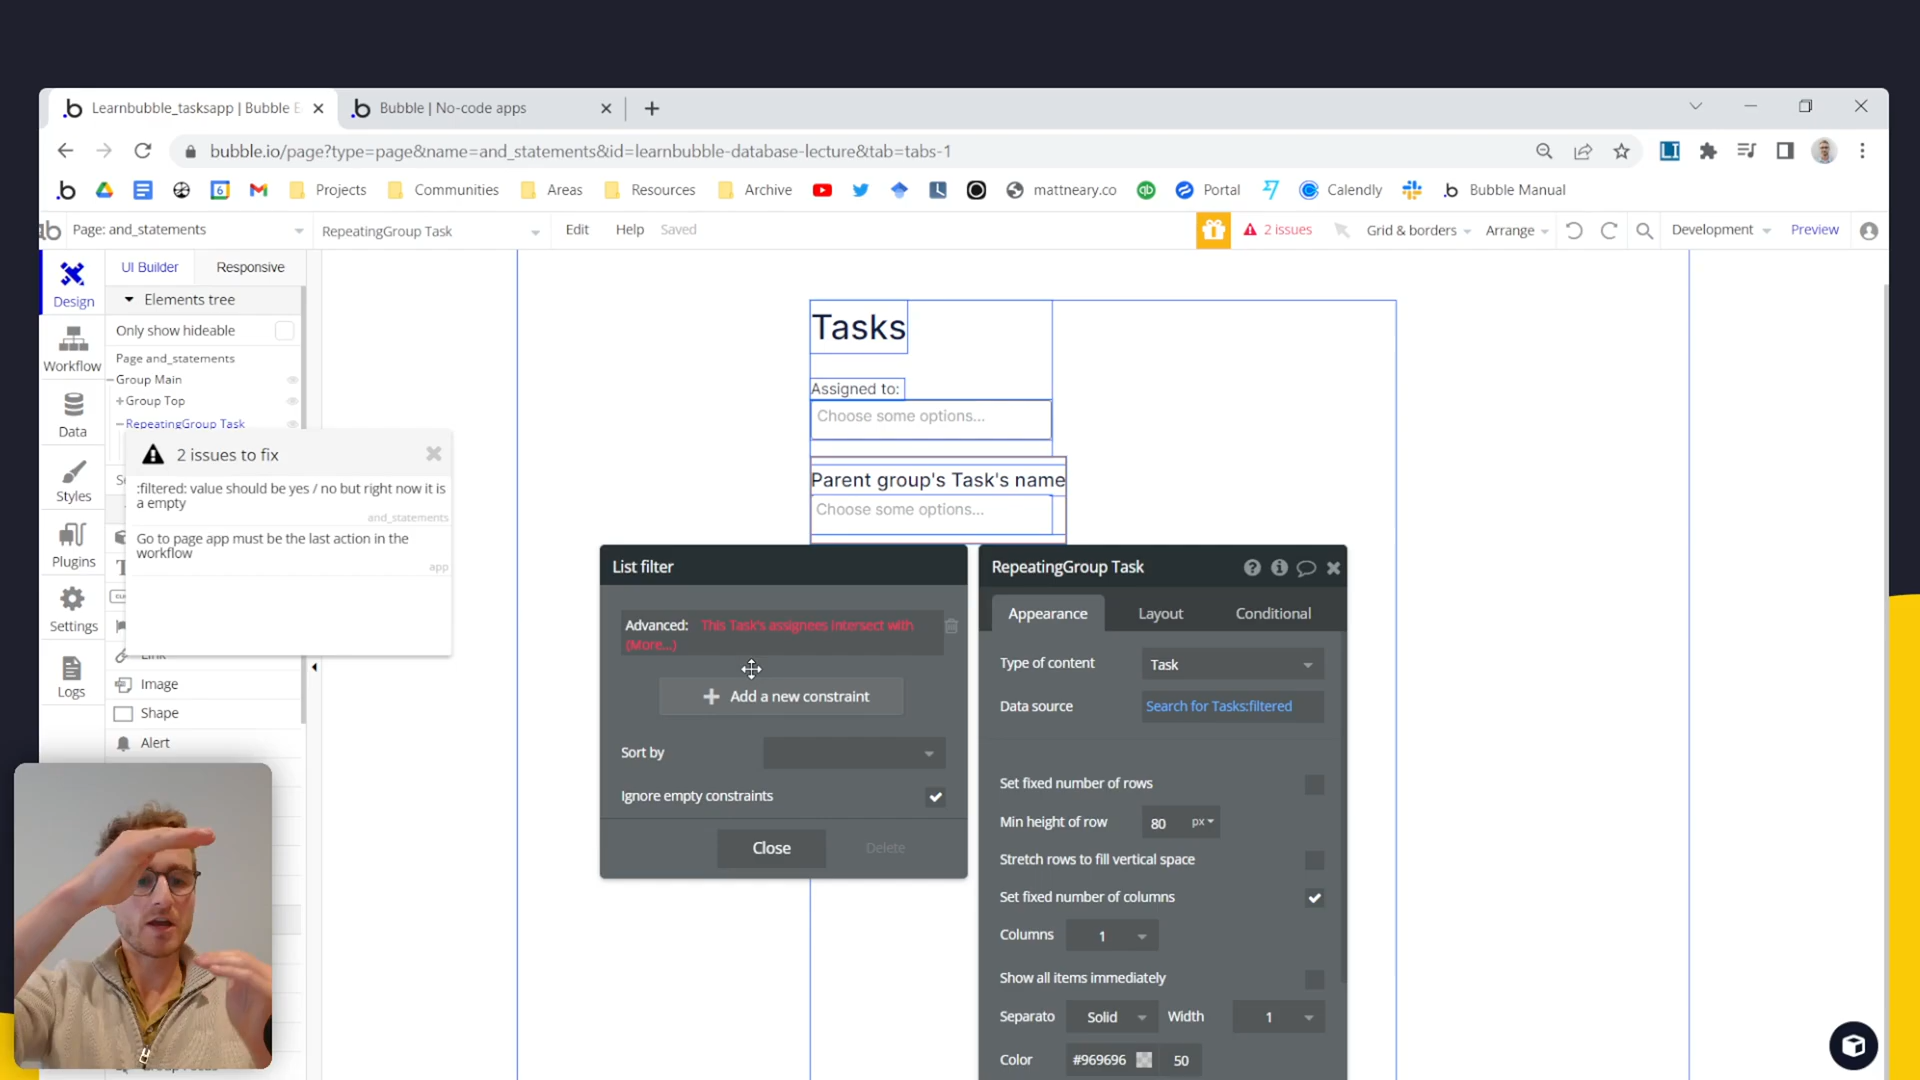 Learnbubble_tasksapp | Bubble E
Bubble | No-code apps
bubble.io/page?type=page&name=and_statements&id=learnbubble-database-lecture&tab=tabs-1
Projects
Communities
Areas
Resources
Archive
mattneary.co
Portal
Calendly
Bubble Manual
Page: and_statements
RepeatingGroup Task
Edit
Help
Saved
2 issues
Grid & borders
Arrange
Development
Preview
Design
Workflow
Data
Styles
Plugins
Settings
Logs
UI Builder
Responsive
Elements tree
Only show hideable
Page and_statements
Group Main
Group Top
RepeatingGroup Task
2 issues to fix
:filtered: value should be yes / no but right now it is
a empty
and_statements
Go to page app must be the last action in the
workflow
app
Image
Shape
Alert
Tasks
Assigned to:
Choose some options...
Parent group's Task's name
Choose some options...
List filter
Advanced: This Task's assignees intersect with
(More...)
Add a new constraint
Sort by
Ignore empty constraints
Close
Delete
RepeatingGroup Task
Appearance
Layout
Conditional
Type of content
Task
Data source
Search for Tasks:filtered
Set fixed number of rows
Min height of row
80
px
Stretch rows to fill vertical space
Set fixed number of columns
Columns
1
Show all items immediately
Separato
Solid
Width
1
Color
#969696
50